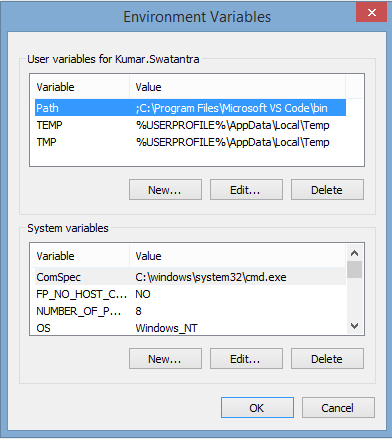 Environment Variables
User variables for Kumar.Swatantra
Variable Value
Path ;C:\Program Files\Microsoft VS Code\bin
TEMP %USERPROFILE%\AppData\Local\Temp
TMP %USERPROFILE%\AppData\Local\Temp
New... Edit... Delete
System variables
Variable Value
ComSpec C:\windows\system32\cmd.exe
FP_NO_HOST_C... NO
NUMBER_OF_P... 8
OS Windows_NT
New... Edit... Delete
OK Cancel